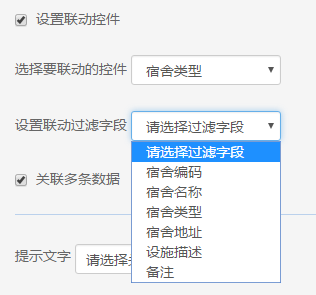 设置联动控件
选择要联动的控件 宿舍类型
设置联动过滤字段 请选择过滤字段
请选择过滤字段
宿舍编码
关联多条数据
宿舍名称
宿舍类型
宿舍地址
设施描述
备注
提示文字 请选择